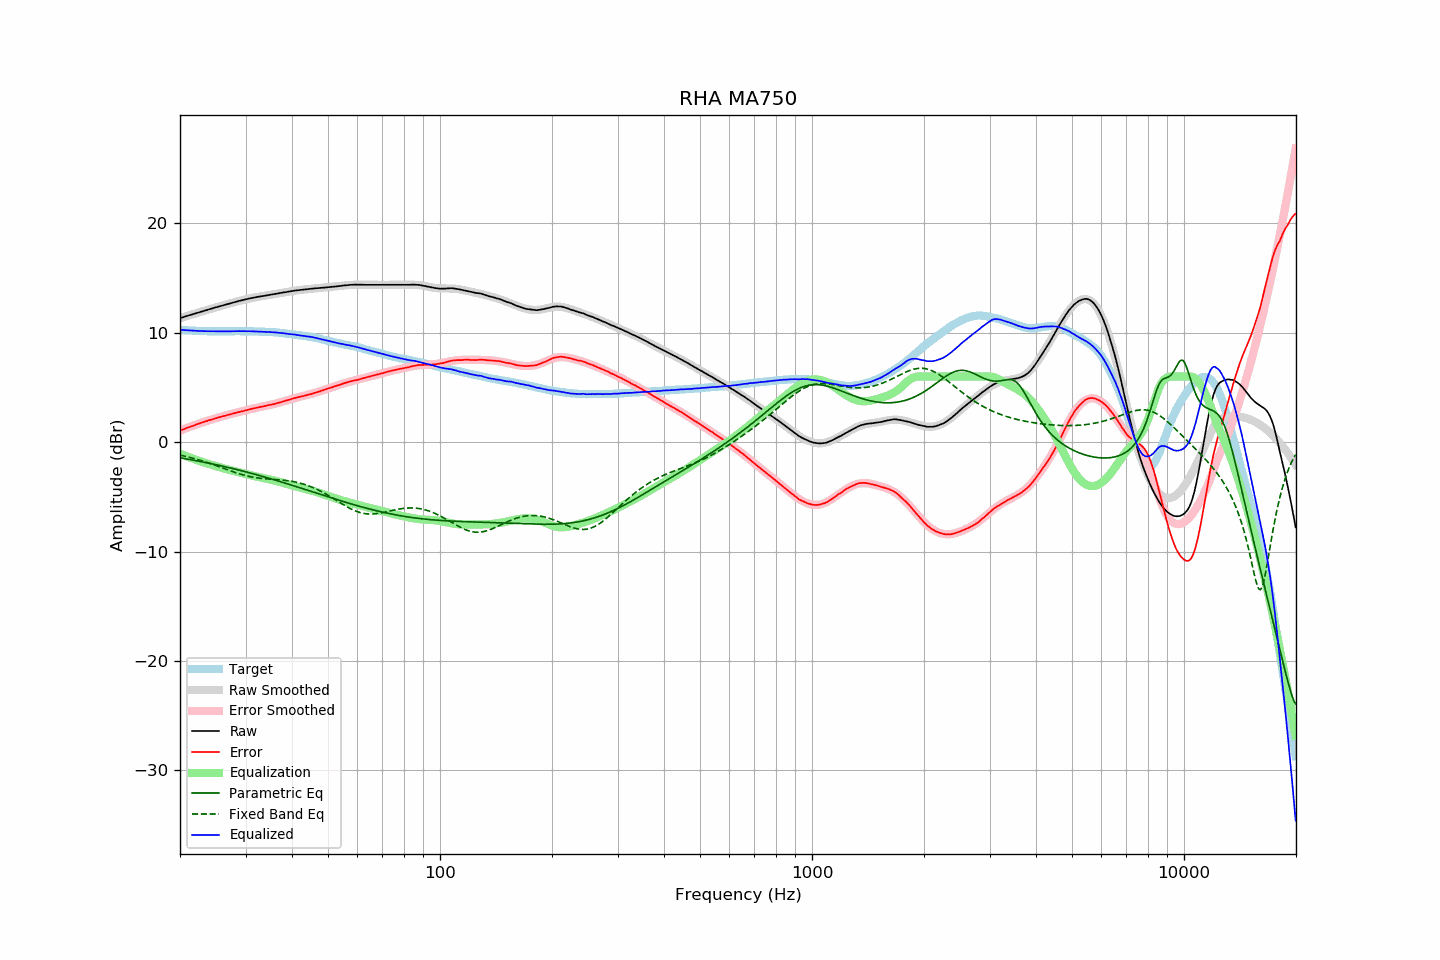 RHA MA750
Amplitude (dBr)
20
10
0
−10
−20
−30
Target
Raw Smoothed
Error Smoothed
Raw
Error
Equalization
Parametric Eq
Fixed Band Eq
Equalized
100
1000
10000
Frequency (Hz)